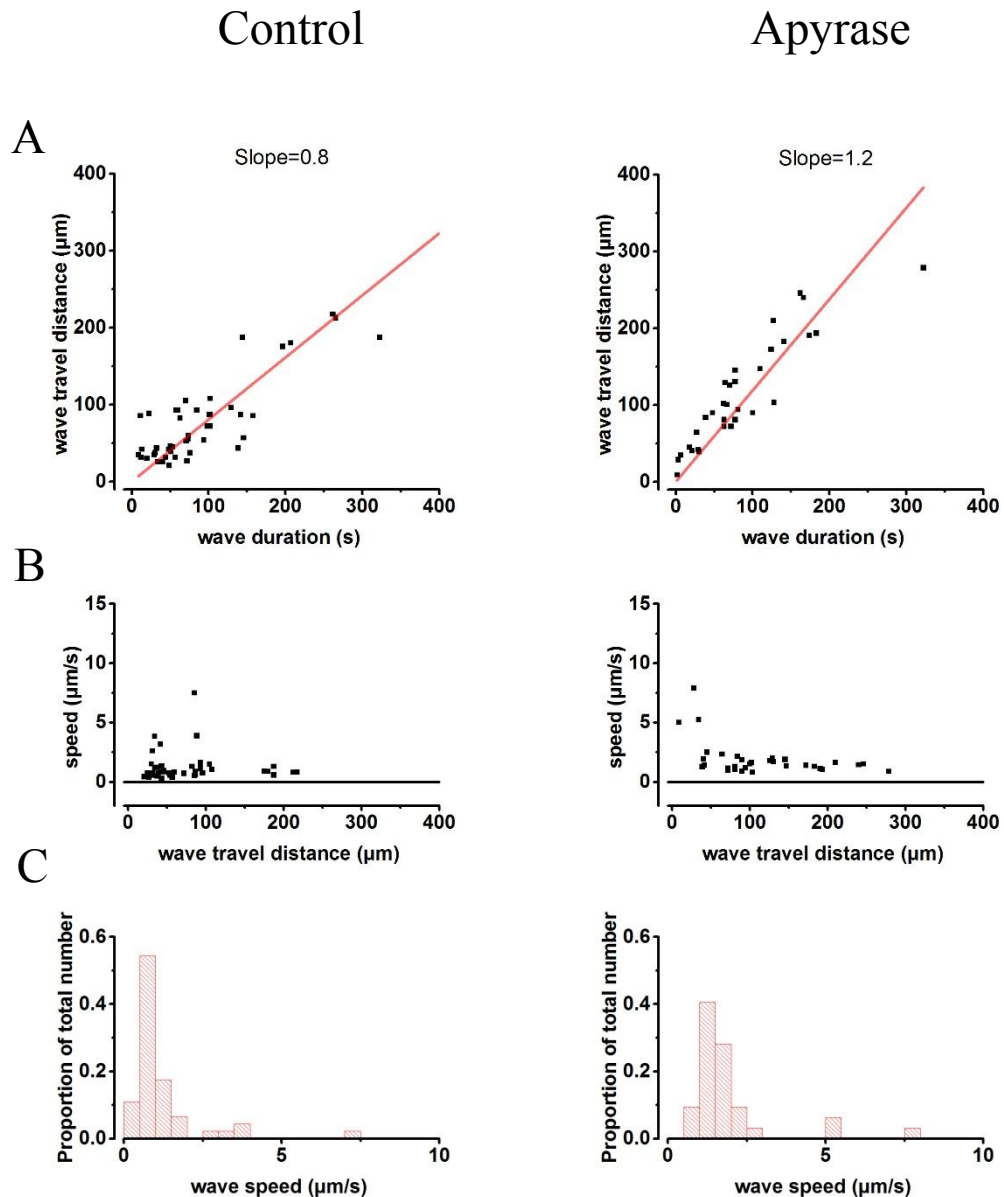 Control Apyrase
A
Slope=0.8 Slope=1.2
400 400
300 300
200 200
100 100
0 0
wave travel distance (µm) wave travel distance (µm)
0 100 200 300 400 0 100 200 300 400
wave duration (s) wave duration (s)
B
15 15
10 10
5 5
0 0
speed (µm/s) speed (µm/s)
0 100 200 300 400 0 100 200 300 400
wave travel distance (µm) wave travel distance (µm)
C
0.6 0.6
0.4 0.4
0.2 0.2
0.0 0.0
Proportion of total number Proportion of total number
0 5 10 0 5 10
wave speed (µm/s) wave speed (µm/s)